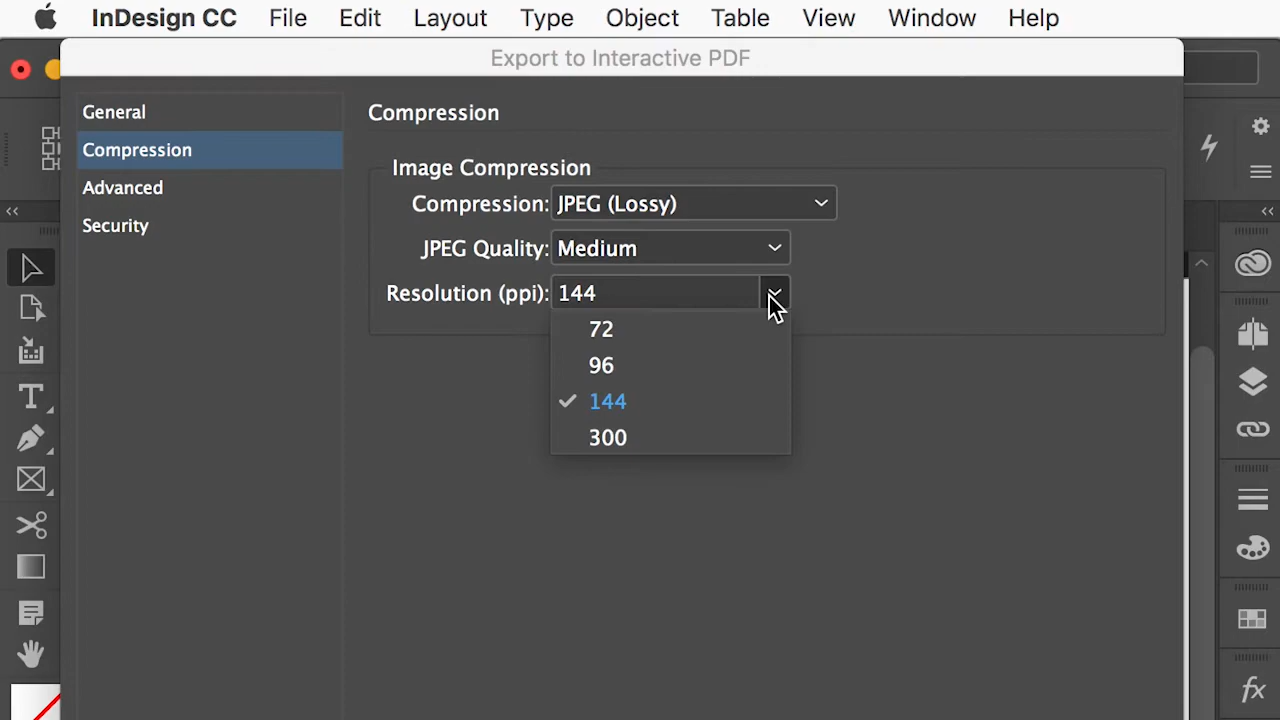 InDesign CC File Edit Layout Type Object Table View Window Help
Export to Interactive PDF
General
Compression
Advanced
Security
Compression
Image Compression
Compression: JPEG (Lossy)
JPEG Quality: Medium
Resolution (ppi): 144
72
96
144
300
fx